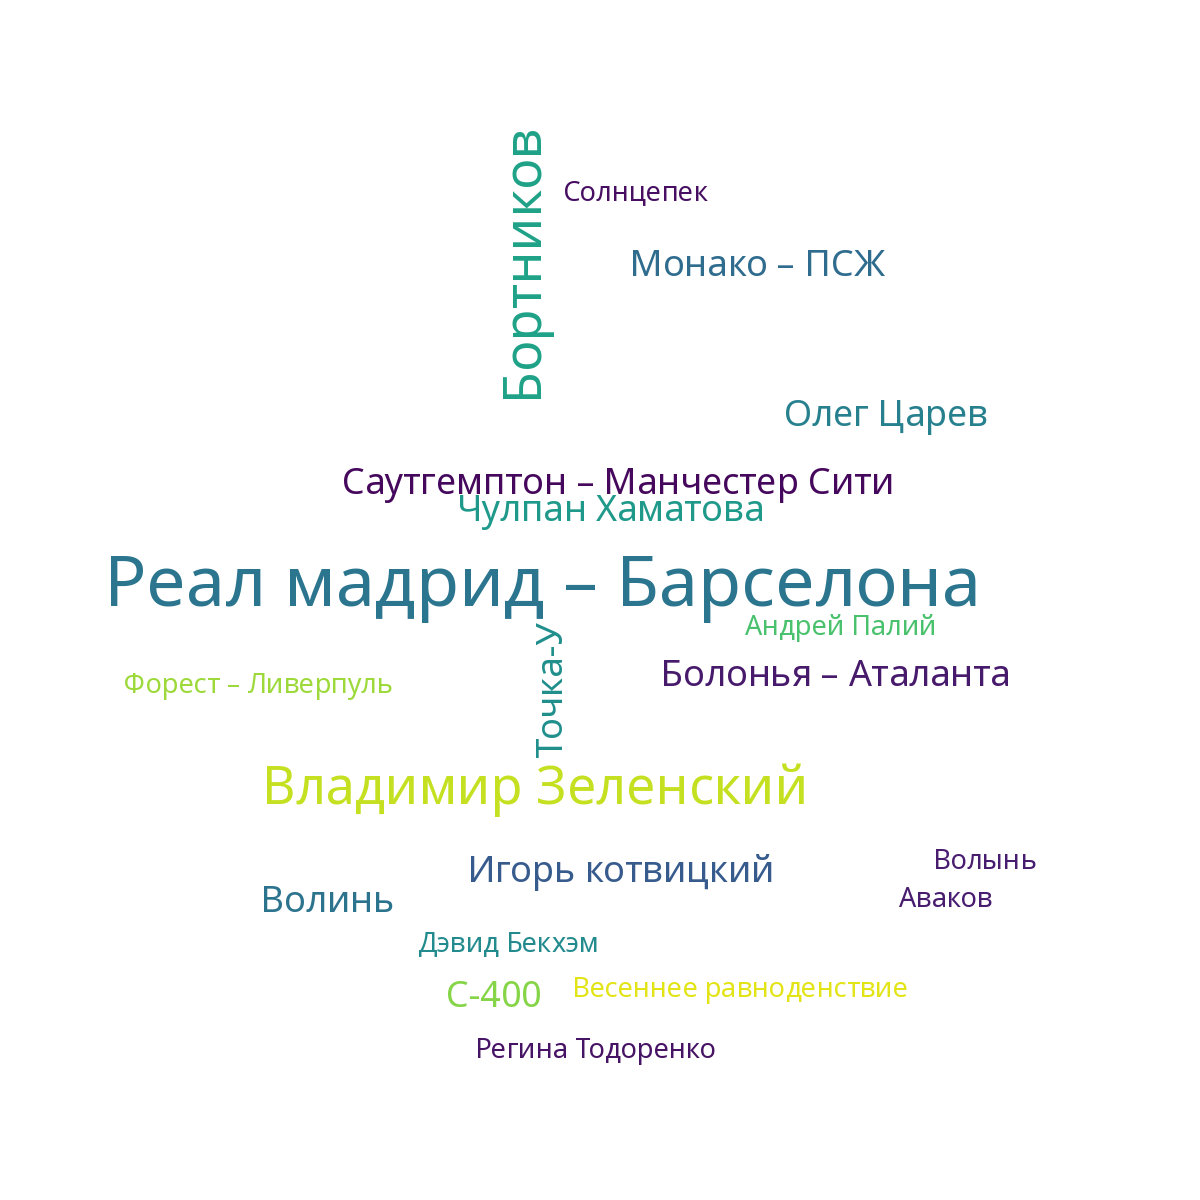 Бортников
Солнцепек
Монако – ПСЖ
Олег Царев
Саутгемптон – Манчестер Сити
Чулпан Хаматова
Реал мадрид – Барселона
Андрей Палий
Точка-У
Болонья – Аталанта
Форест – Ливерпуль
Владимир Зеленский
Игорь котвицкий
Волынь
Волинь
Аваков
Дэвид Бекхэм
С-400
Весеннее равноденствие
Регина Тодоренко